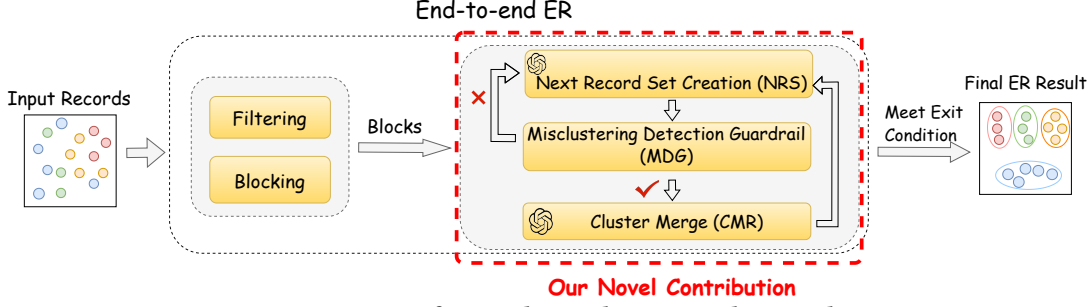 End-to-end ER
Input Records
Filtering
Blocking
Blocks
Next Record Set Creation (NRS)
Misclustering Detection Guardrail
(MDG)
Cluster Merge (CMR)
Meet Exit
Condition
Final ER Result
Our Novel Contribution